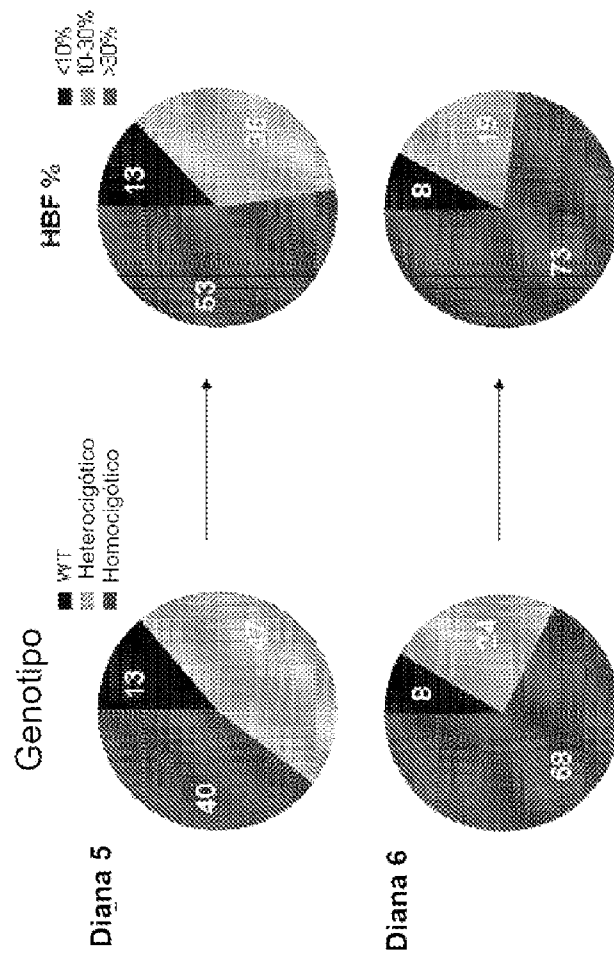 Genotipo
WT
Heterocigótico
Homocigótico
HBF %
<10%
10-30%
>30%
Diana 5
13
40
13
53
Diana 6
8
24
68
8
19
73